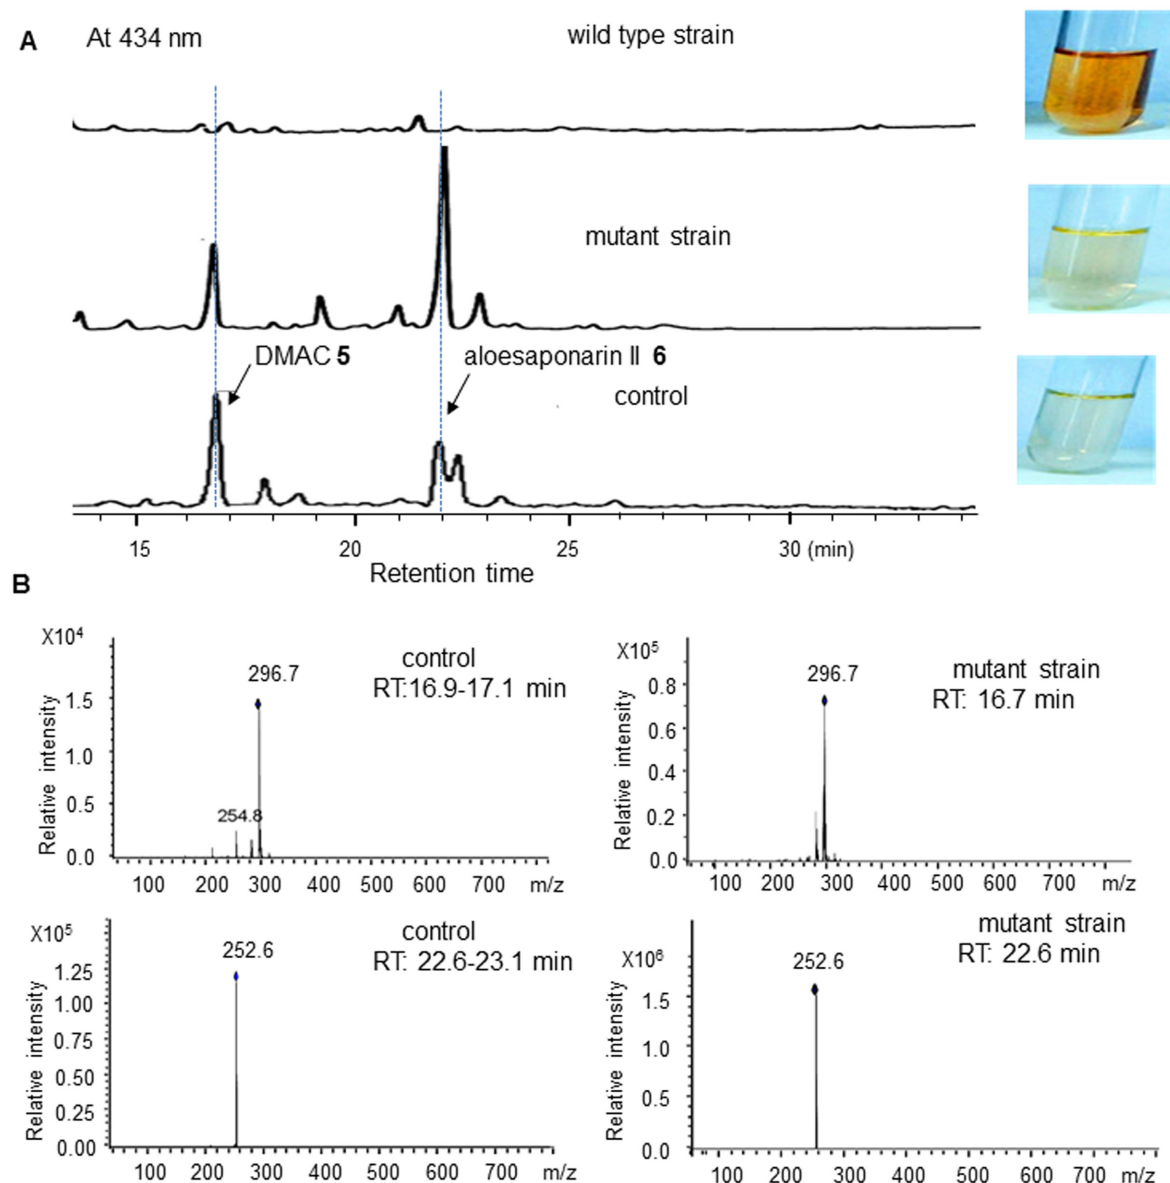 A
At 434 nm
wild type strain
mutant strain
DMAC 5
aloesaponarin II 6
control
15 20 25 30 (min)
Retention time
B
X10⁴
control
RT:16.9-17.1 min
296.7
254.8
1.5
1.0
0.5
0.0
Relative intensity
100 200 300 400 500 600 700 m/z
X10⁵
mutant strain
RT: 16.7 min
296.7
0.8
0.6
0.4
0.2
0.0
Relative intensity
100 200 300 400 500 600 700 m/z
X10⁵
control
RT: 22.6-23.1 min
252.6
1.25
1.00
0.75
0.50
0.25
0.00
Relative intensity
100 200 300 400 500 600 700 m/z
X10⁶
mutant strain
RT: 22.6 min
252.6
1.5
1.0
0.5
0.0
Relative intensity
100 200 300 400 500 600 700 m/z